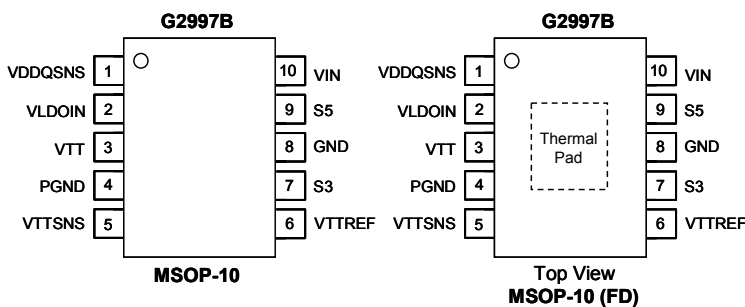 G2997B
VDDQSNS 1 10 VIN
VLDOIN 2 9 S5
VTT 3 8 GND
PGND 4 7 S3
VTTSNS 5 6 VTTREF
MSOP-10
G2997B
VDDQSNS 1 10 VIN
VLDOIN 2 9 S5
Thermal
Pad
VTT 3 8 GND
PGND 4 7 S3
VTTSNS 5 6 VTTREF
Top View
MSOP-10 (FD)